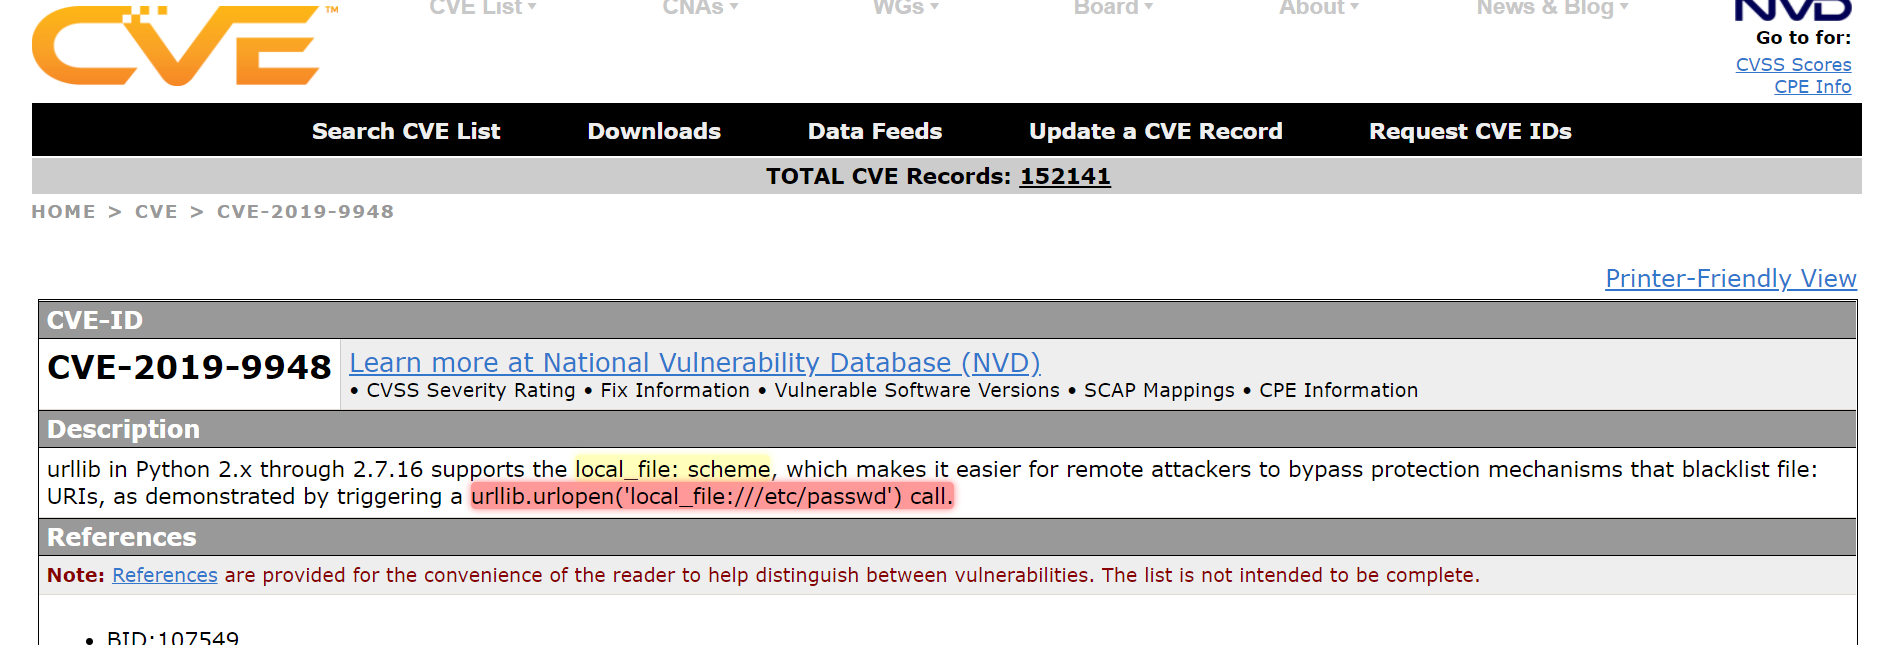 CVE™
CVE List▾ CNAs▾ WGs▾ Board▾ About▾ News & Blog▾
NVD
Go to for:
CVSS Scores
CPE Info
Search CVE List Downloads Data Feeds Update a CVE Record Request CVE IDs
TOTAL CVE Records: 152141
HOME > CVE > CVE-2019-9948
Printer-Friendly View
CVE-ID
CVE-2019-9948 Learn more at National Vulnerability Database (NVD)
• CVSS Severity Rating • Fix Information • Vulnerable Software Versions • SCAP Mappings • CPE Information
Description
urllib in Python 2.x through 2.7.16 supports the local_file: scheme, which makes it easier for remote attackers to bypass protection mechanisms that blacklist file:
URIs, as demonstrated by triggering a urllib.urlopen('local_file:///etc/passwd') call.
References
Note: References are provided for the convenience of the reader to help distinguish between vulnerabilities. The list is not intended to be complete.
• BID:107549